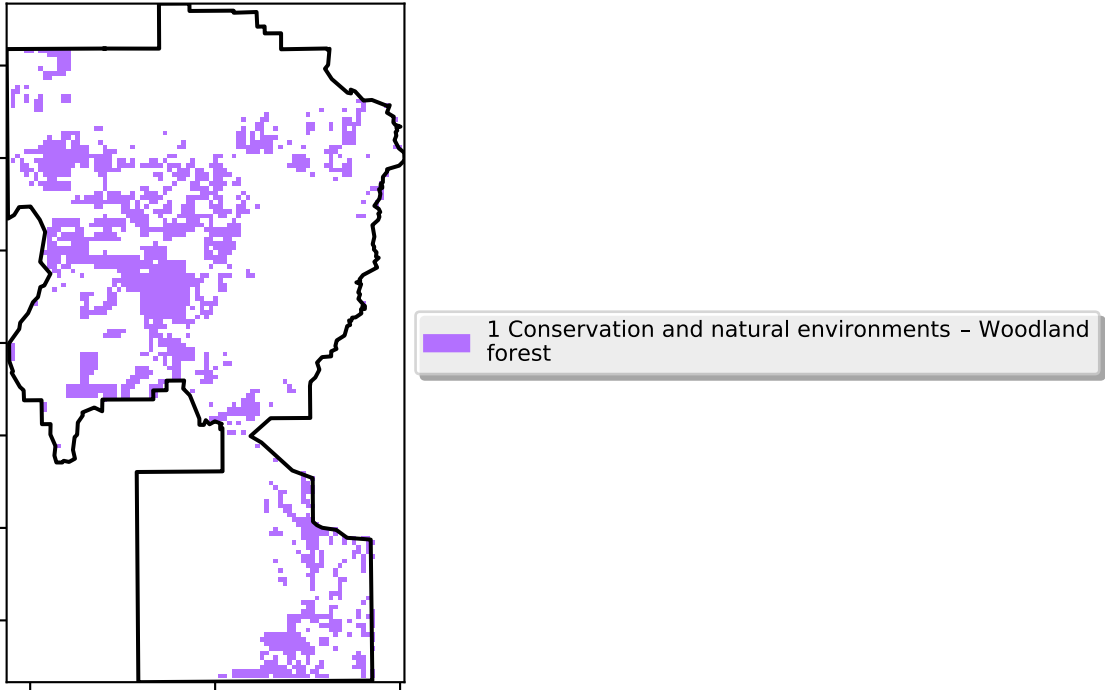 1 Conservation and natural environments – Woodland
forest